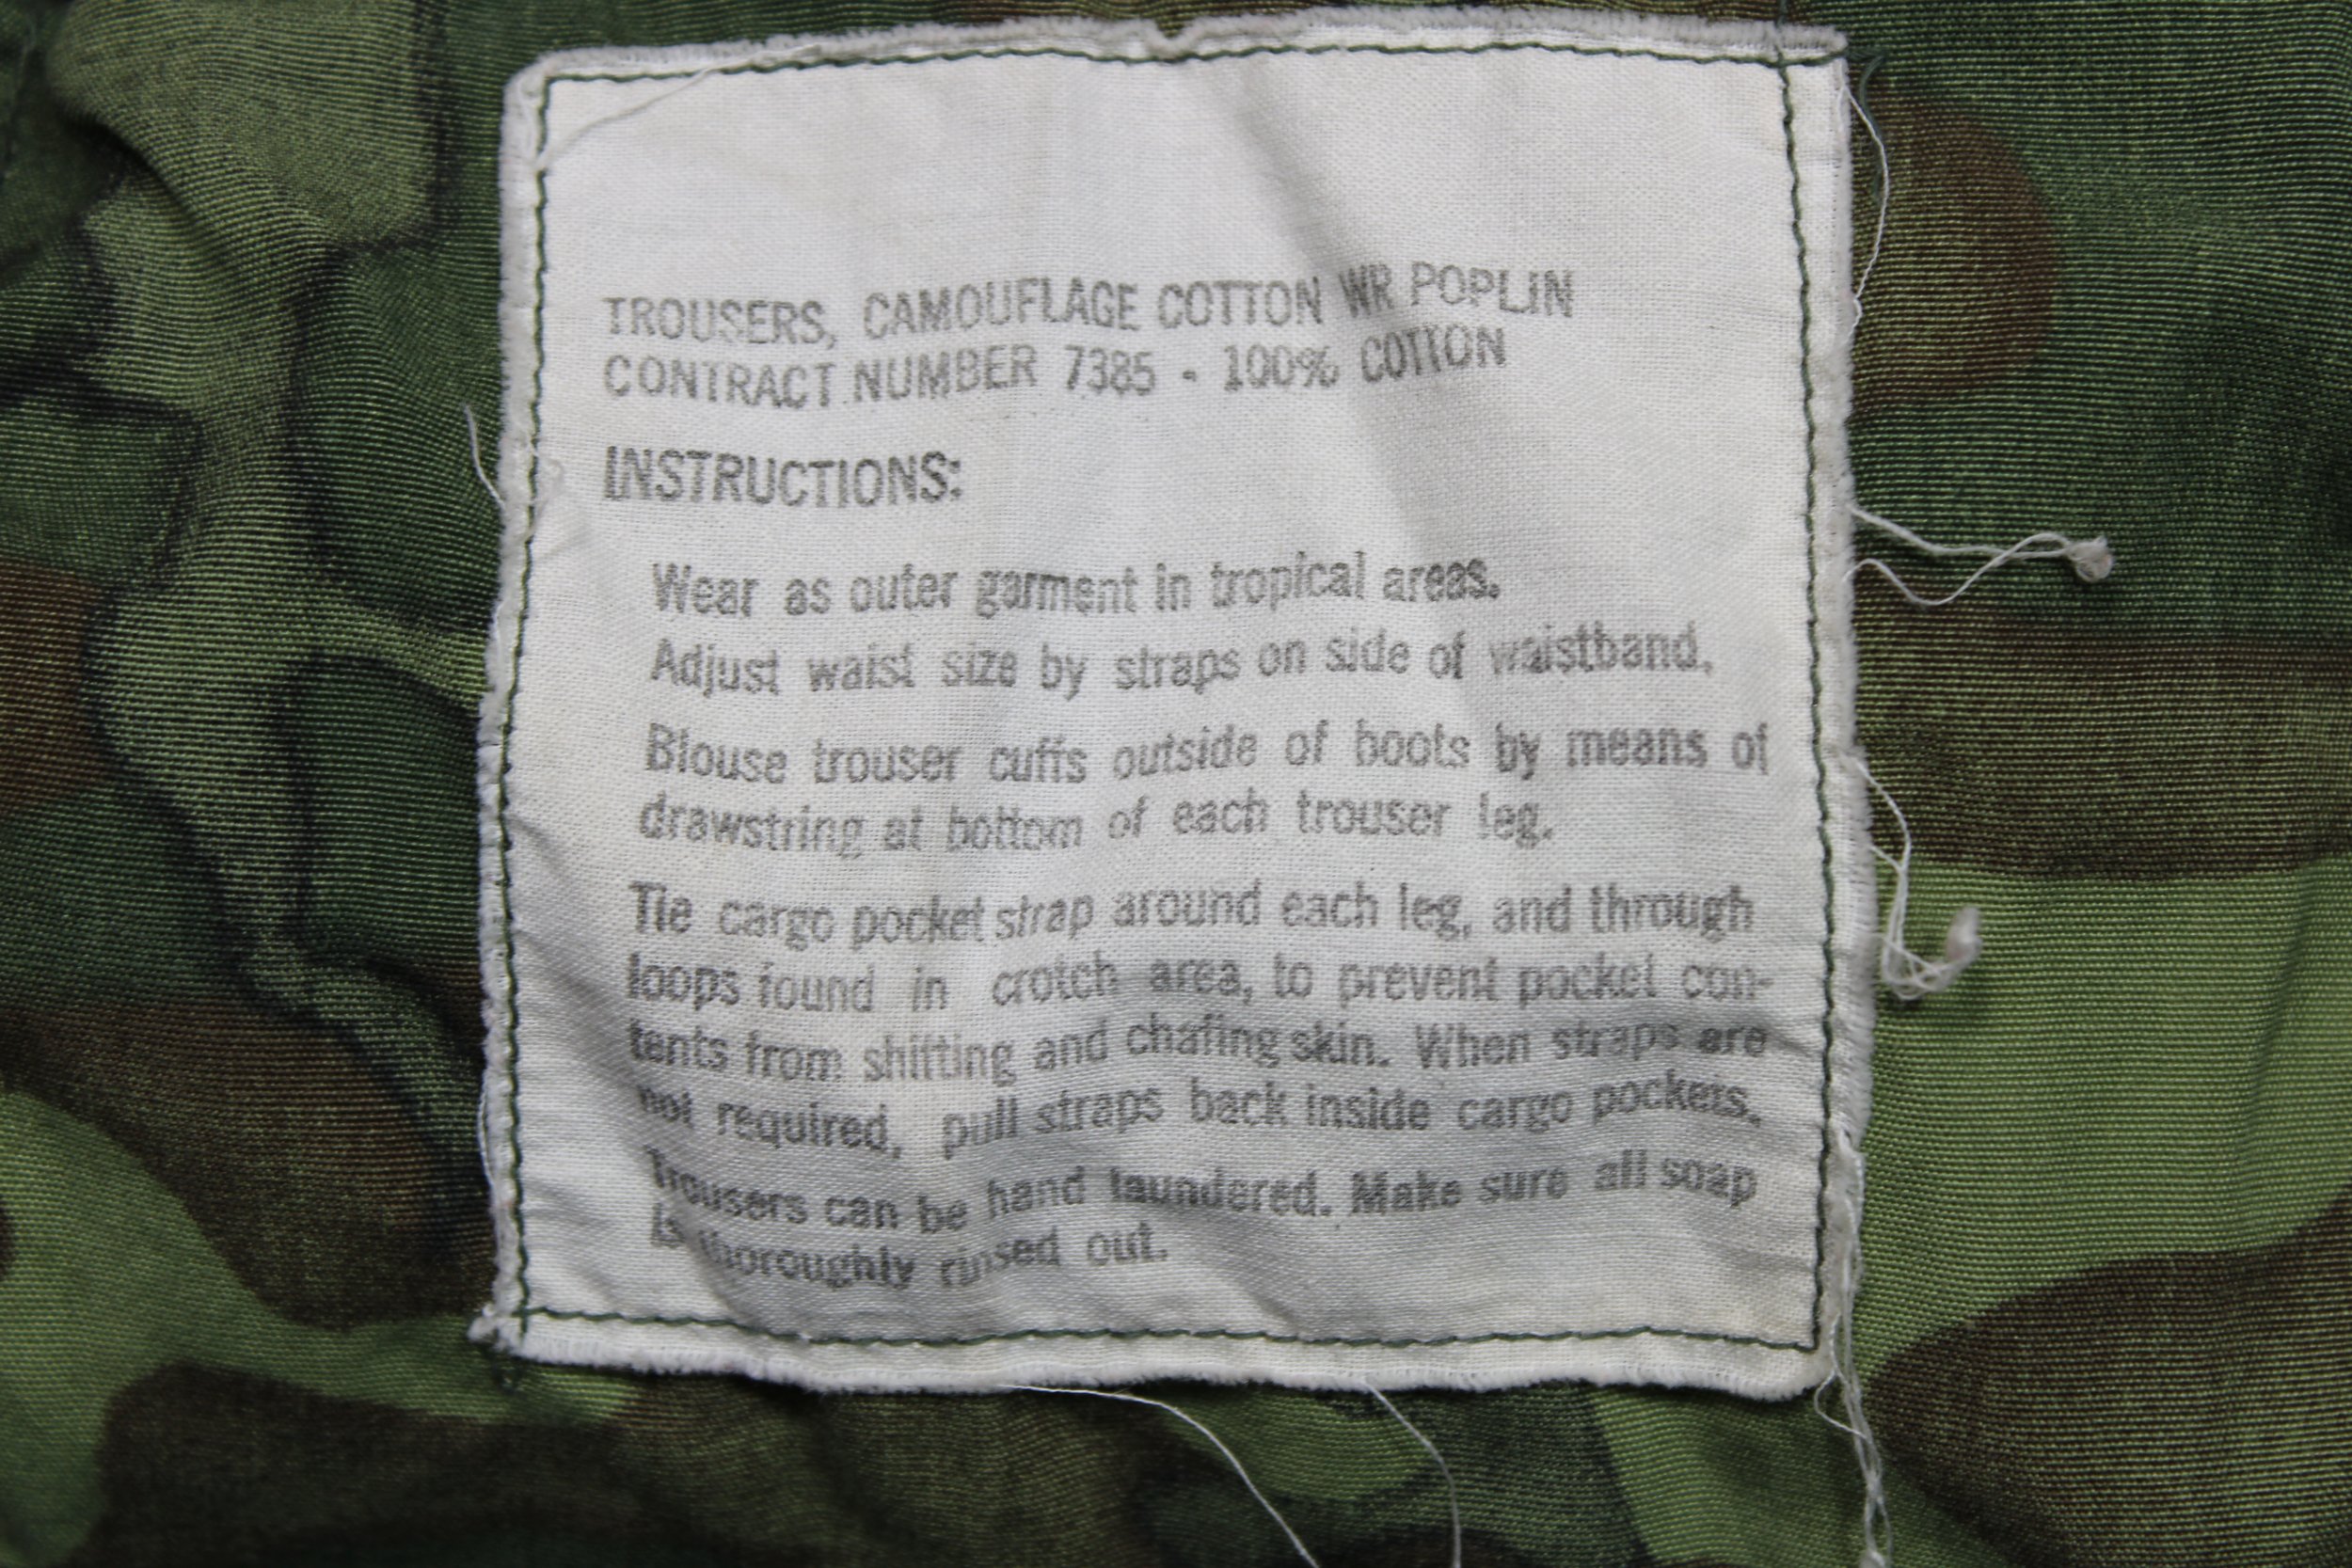 TROUSERS, CAMOUFLAGE COTTON WR POPLIN
CONTRACT NUMBER 7385 - 100% COTTON
INSTRUCTIONS:
Wear as outer garment in tropical areas.
Adjust waist size by straps on side of waistband.
Blouse trouser cuffs outside of boots by means of
drawstring at bottom of each trouser leg.
Tie cargo pocket strap around each leg, and through
loops found in crotch area, to prevent pocket con-
tents from shifting and chafing skin. When straps are
not required, pull straps back inside cargo pockets.
Trousers can be hand laundered. Make sure all soap
is thoroughly rinsed out.